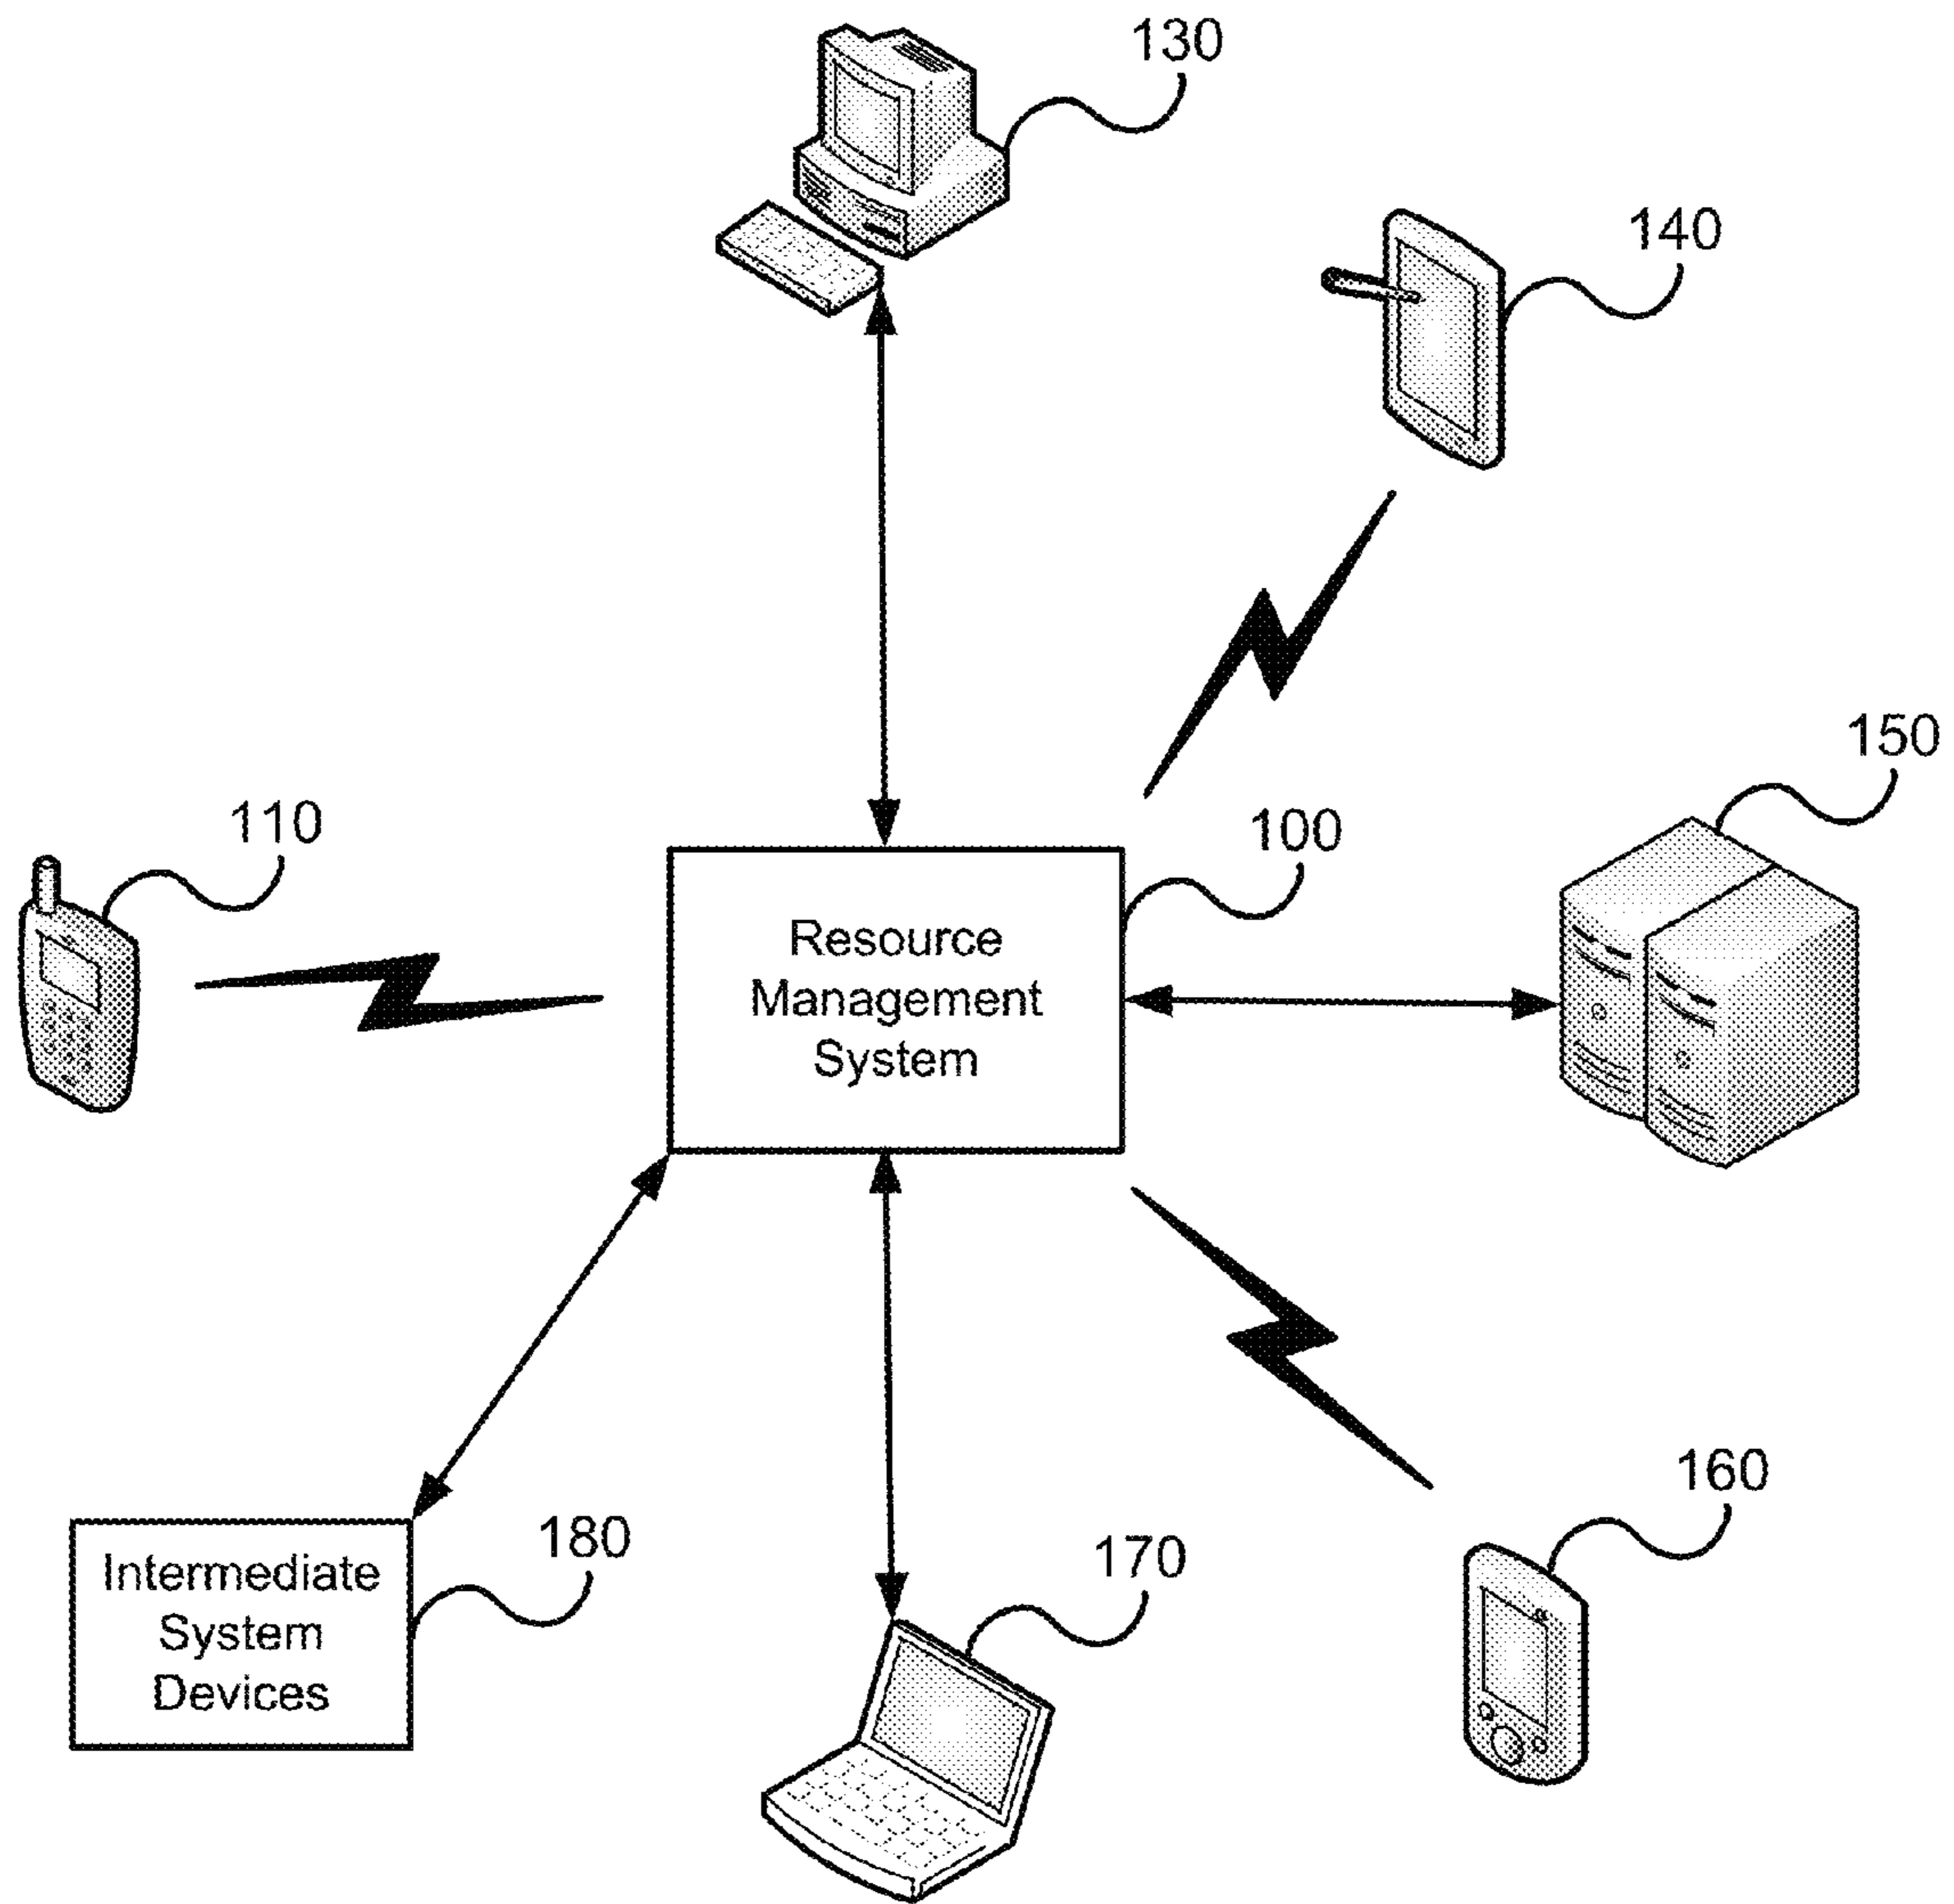 130
140
150
110
100
Resource
Management
System
160
180
170
Intermediate
System
Devices